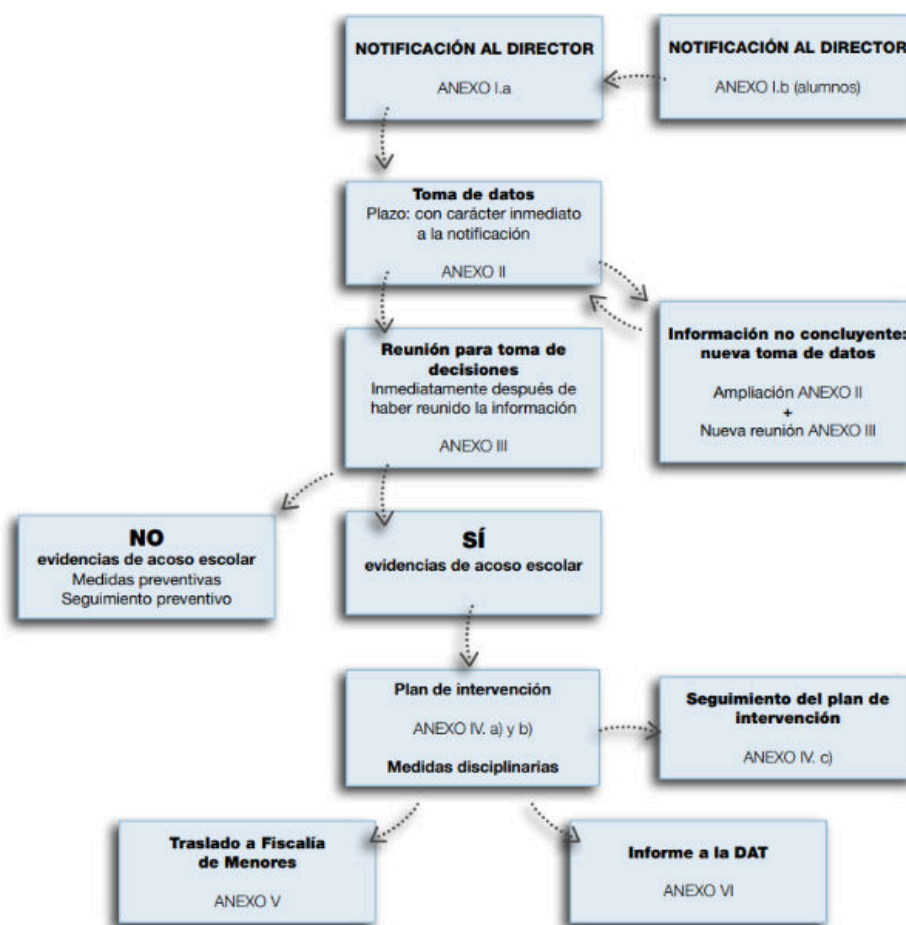 NOTIFICACIÓN AL DIRECTOR
ANEXO I.a
NOTIFICACIÓN AL DIRECTOR
ANEXO I.b (alumnos)
Toma de datos
Plazo: con carácter inmediato
a la notificación
ANEXO II
Información no concluyente:
nueva toma de datos
Ampliación ANEXO II
+
Nueva reunión ANEXO III
Reunión para toma de
decisiones
Inmediatamente después de
haber reunido la información
ANEXO III
NO
evidencias de acoso escolar
Medidas preventivas
Seguimiento preventivo
SÍ
evidencias de acoso escolar
Plan de intervención
ANEXO IV. a) y b)
Medidas disciplinarias
Seguimiento del plan de
intervención
ANEXO IV. c)
Traslado a Fiscalía
de Menores
ANEXO V
Informe a la DAT
ANEXO VI